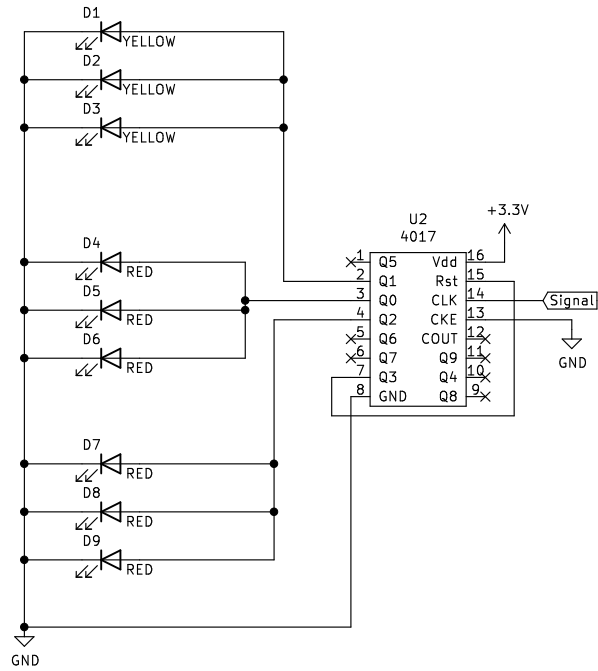 D1
YELLOW
D2
YELLOW
D3
YELLOW
D4
RED
D5
RED
D6
RED
D7
RED
D8
RED
D9
RED
GND
U2
4017
+3.3V
1 Q5 Vdd 16
2 Q1 Rst 15
3 Q0 CLK 14 Signal
4 Q2 CKE 13
5 Q6 COUT 12
6 Q7 Q9 11
7 Q3 Q4 10
8 GND Q8 9
GND